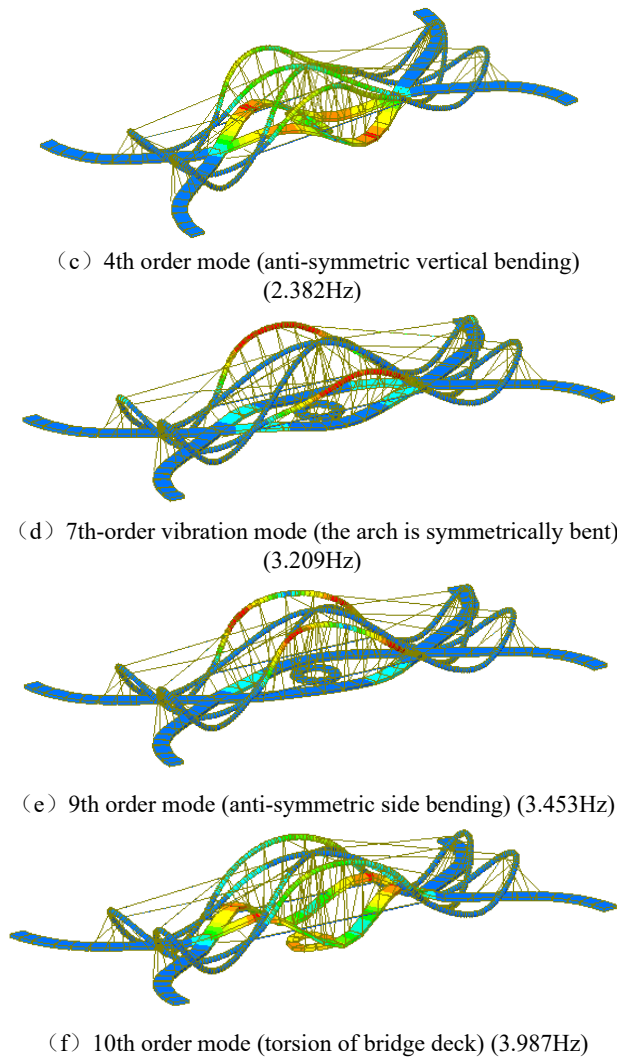 （c）4th order mode (anti-symmetric vertical bending)
(2.382Hz)
（d）7th-order vibration mode (the arch is symmetrically bent)
(3.209Hz)
（e）9th order mode (anti-symmetric side bending) (3.453Hz)
（f）10th order mode (torsion of bridge deck) (3.987Hz)